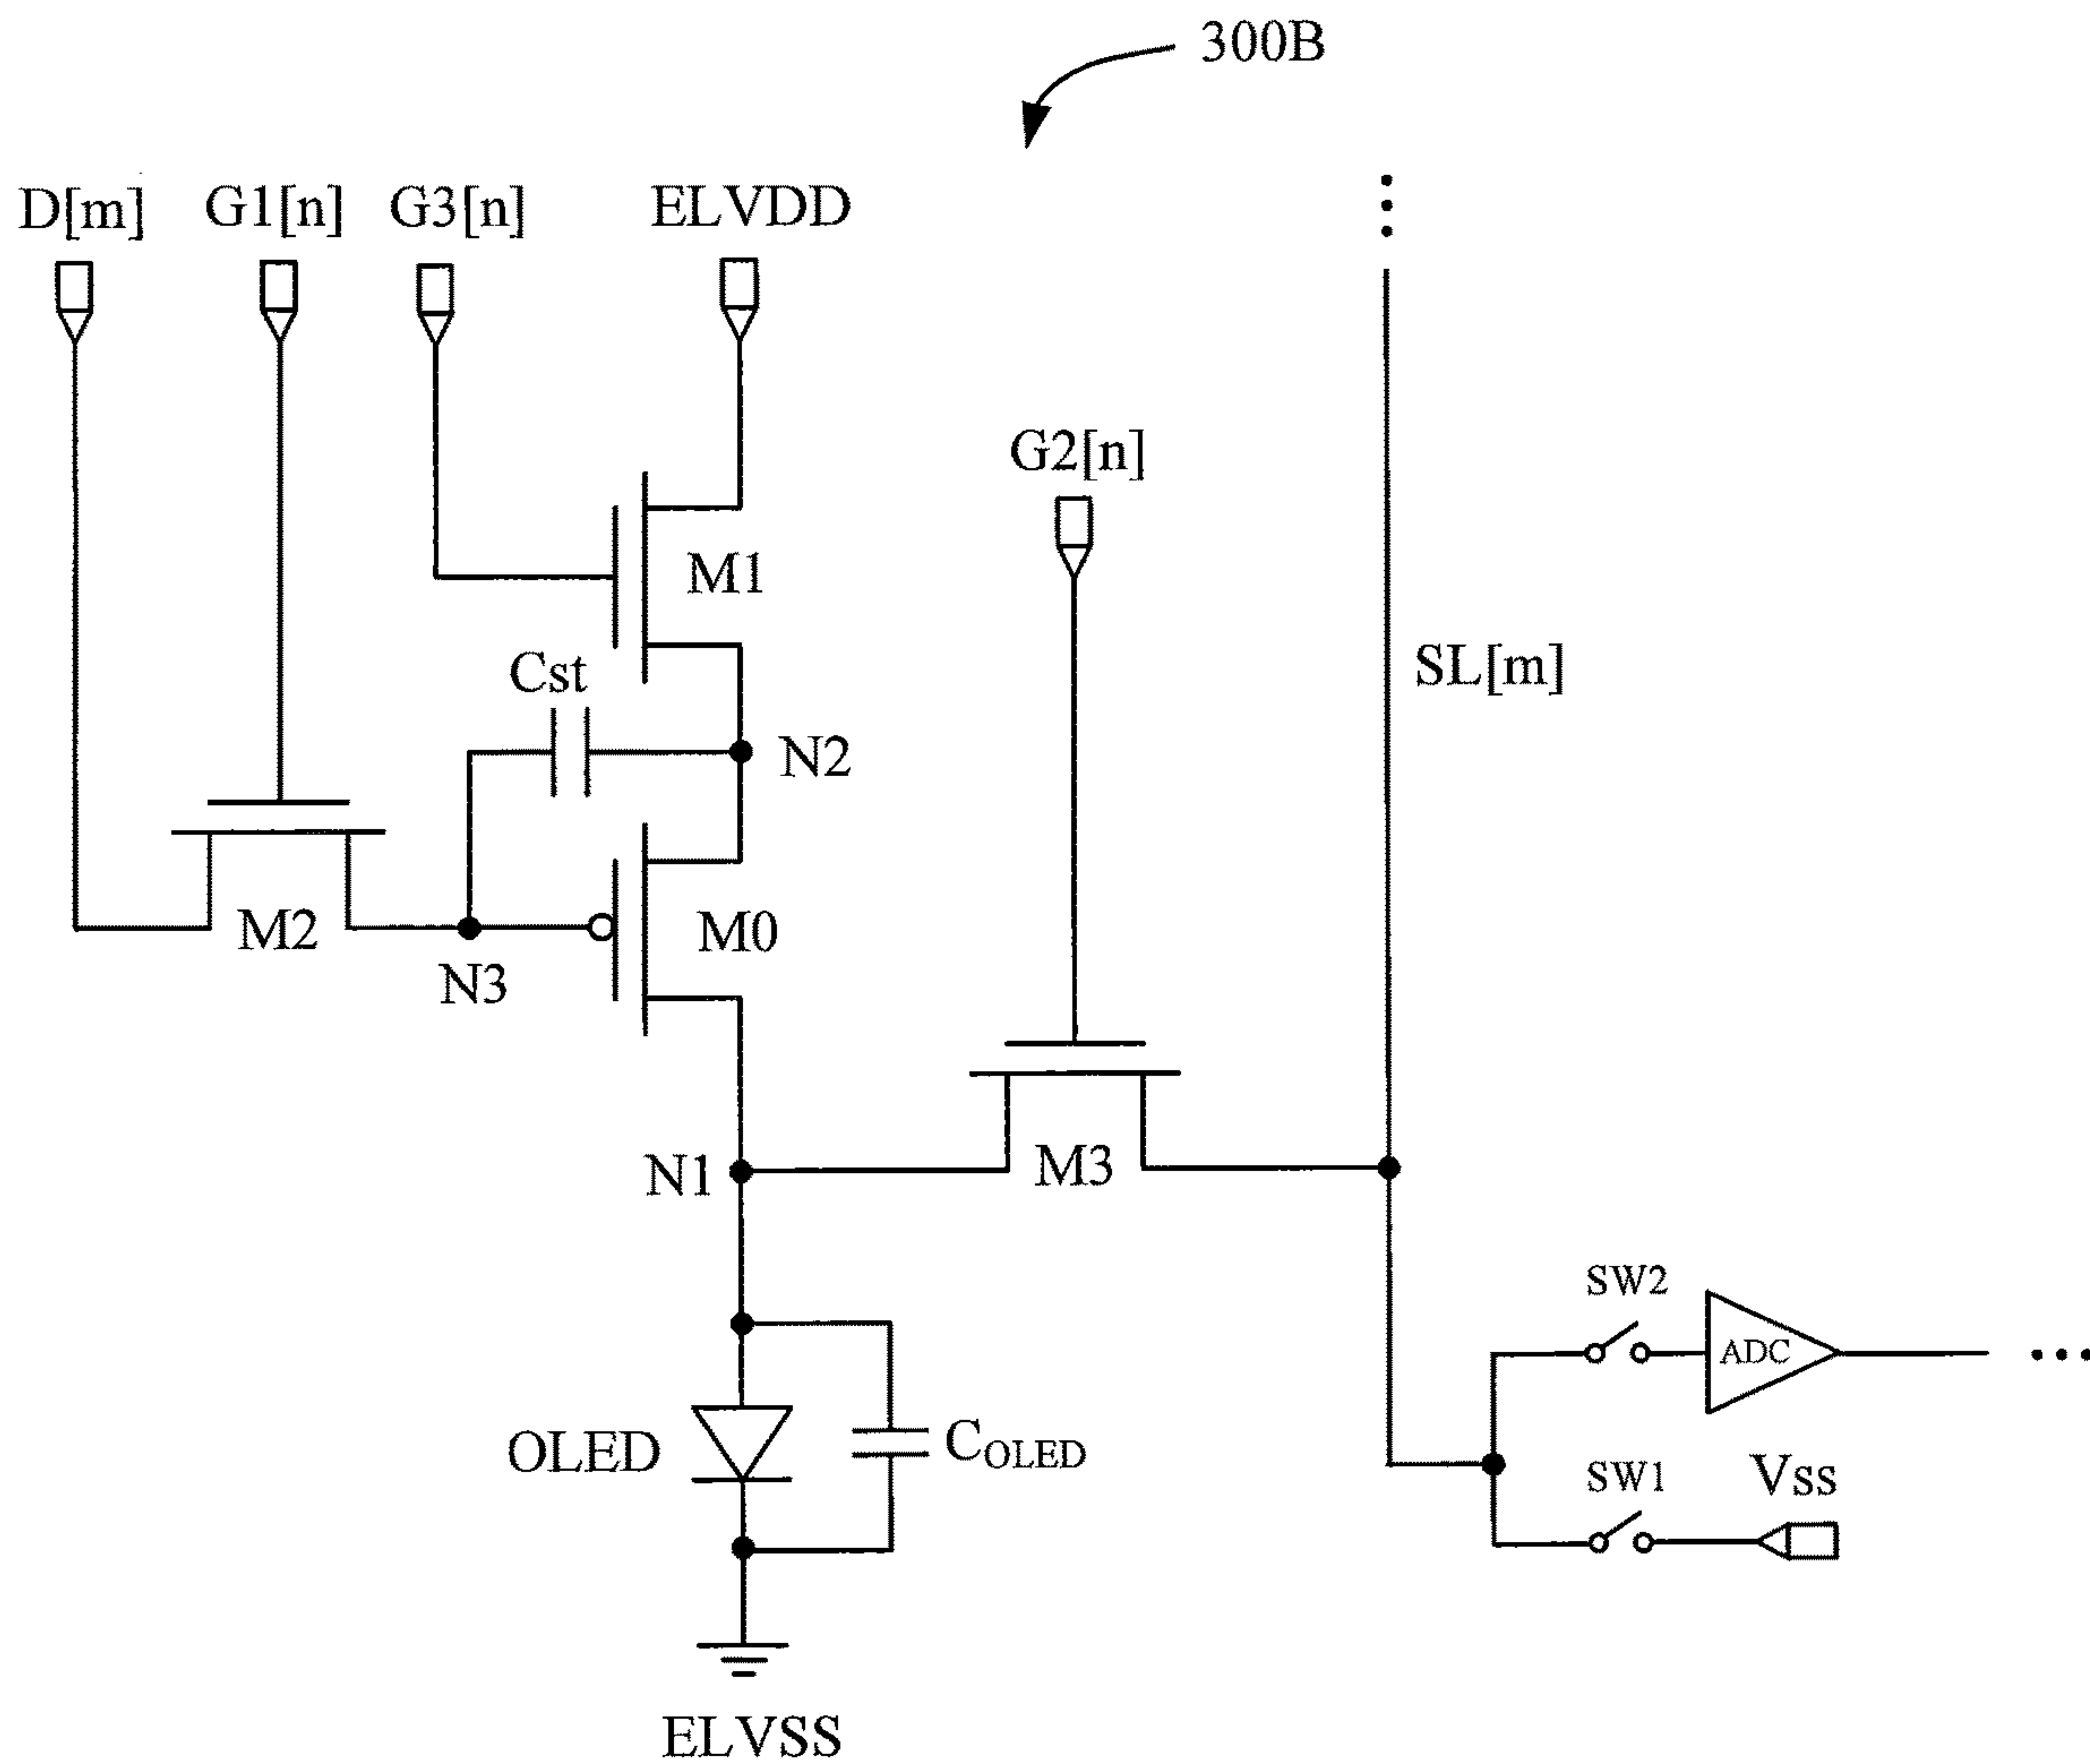 300B
D[m]
G1[n]
G3[n]
ELVDD
G2[n]
M1
Cst
SL[m]
N2
M2
M0
N3
M3
N1
SW2
ADC
OLED
C_OLED
SW1
Vss
ELVSS